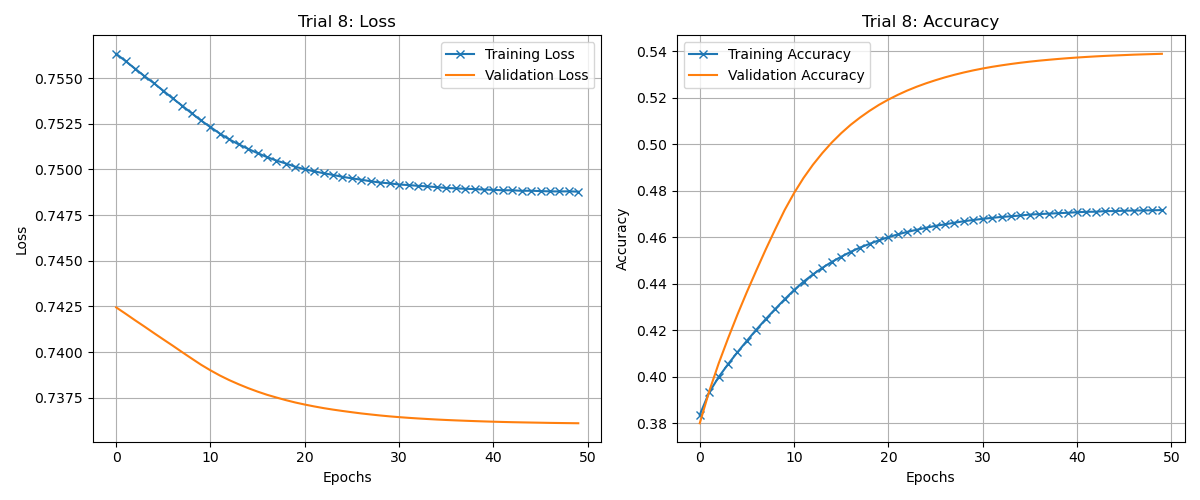 Trial 8: Loss
Training Loss
Validation Loss
0.7550
0.7525
0.7500
0.7475
0.7450
0.7425
0.7400
0.7375
Loss
0 10 20 30 40 50
Epochs
Trial 8: Accuracy
Training Accuracy
Validation Accuracy
0.54
0.52
0.50
0.48
0.46
0.44
0.42
0.40
0.38
Accuracy
0 10 20 30 40 50
Epochs